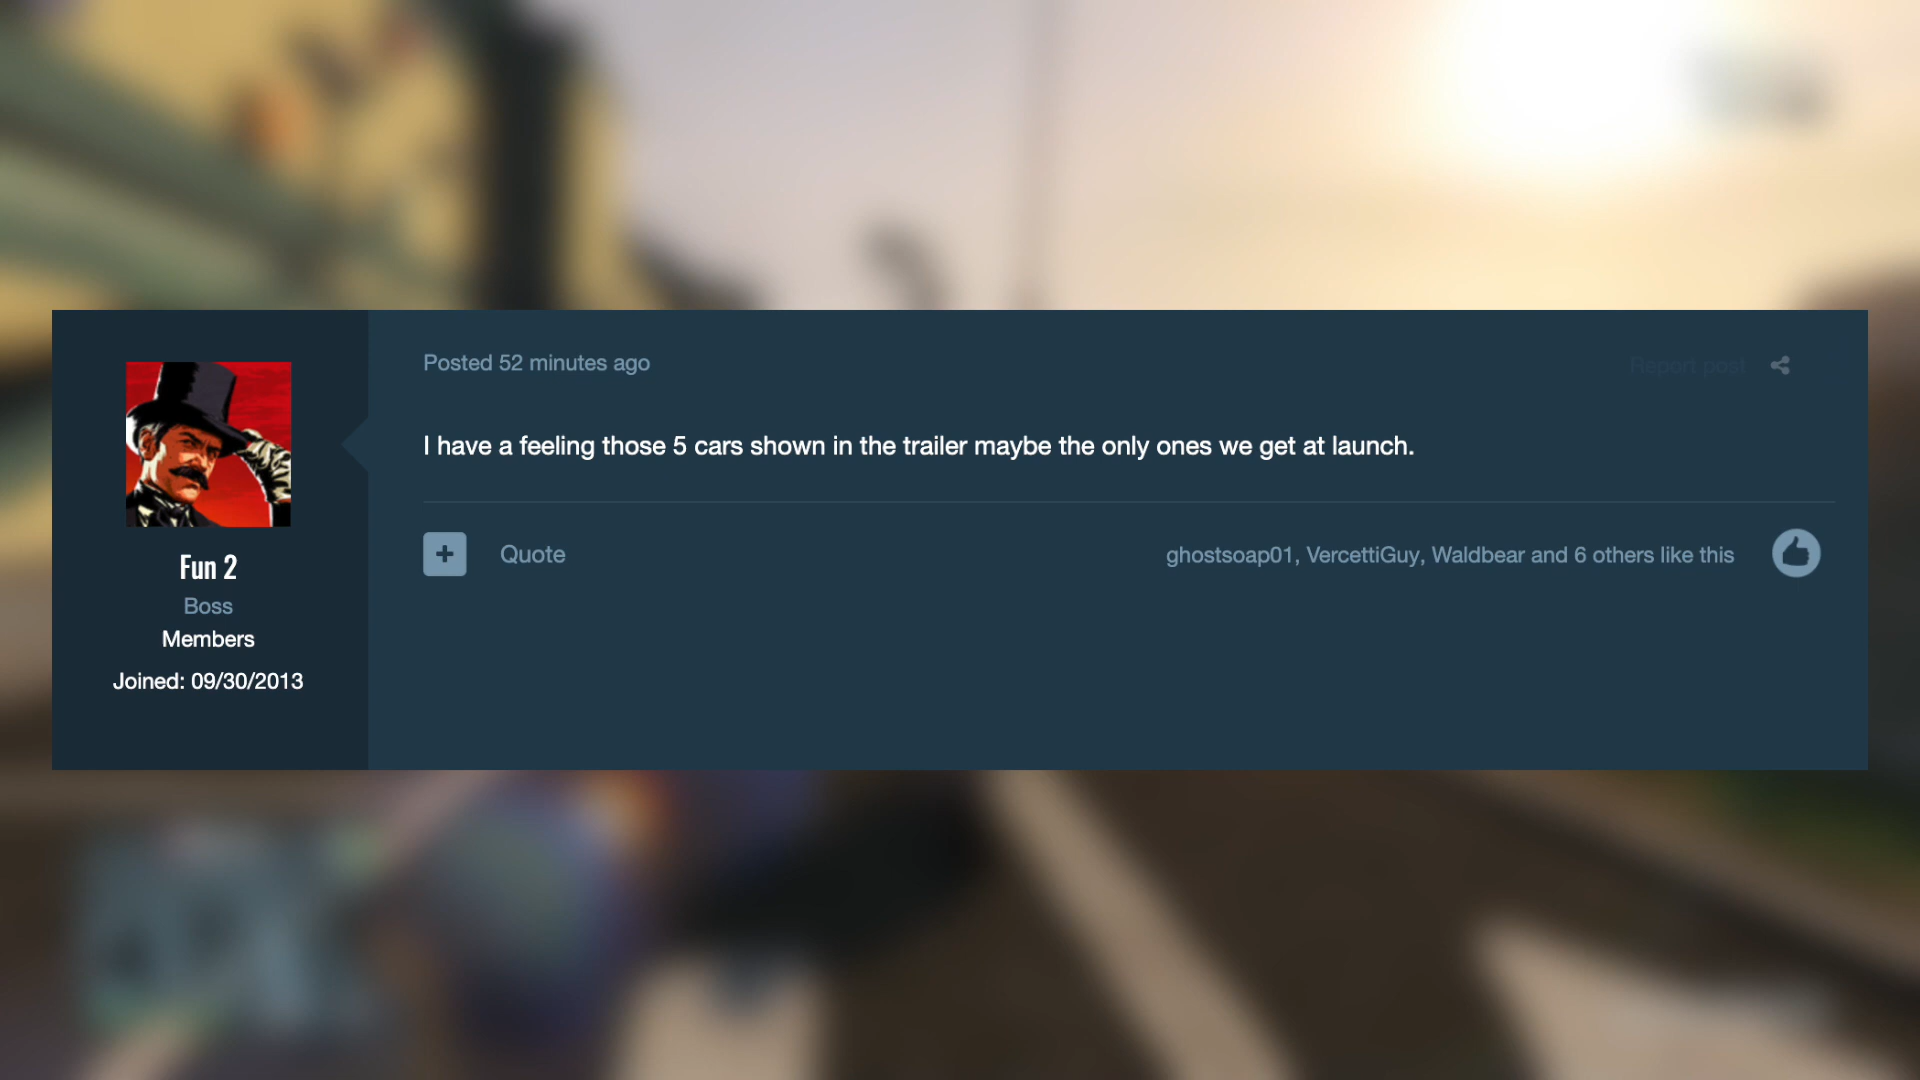 Posted 52 minutes ago
Report post
I have a feeling those 5 cars shown in the trailer maybe the only ones we get at launch.
Quote
ghostsoap01, VercettiGuy, Waldbear and 6 others like this
Fun 2
Boss
Members
Joined: 09/30/2013